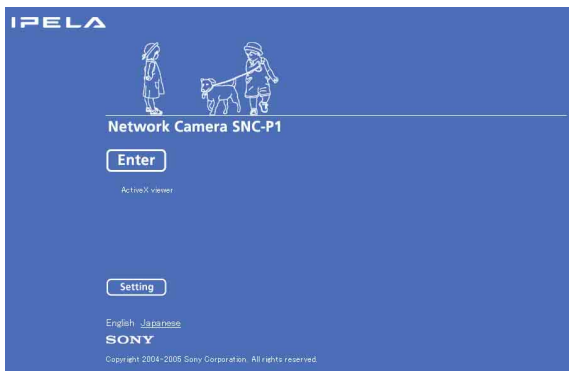 IPELA
Network Camera SNC-P1
Enter
ActiveX viewer
Setting
English Japanese
SONY
Copyright 2004-2005 Sony Corporation. All rights reserved.